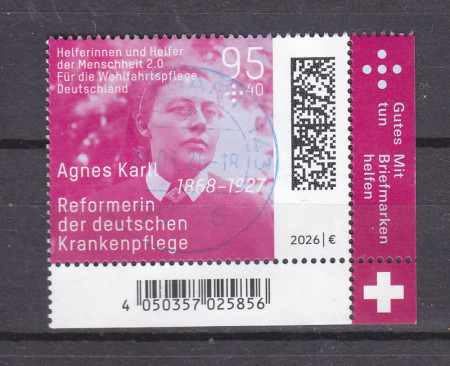 Helferinnen und Helfer
der Menschheit 2.0
Für die Wohlfahrtspflege
Deutschland
95
40
Agnes Karll
1868-1927
Reformerin
der deutschen
Krankenpflege
2026|€
4 050357 025856
Gutes
tun
Mit
Briefmarken
helfen